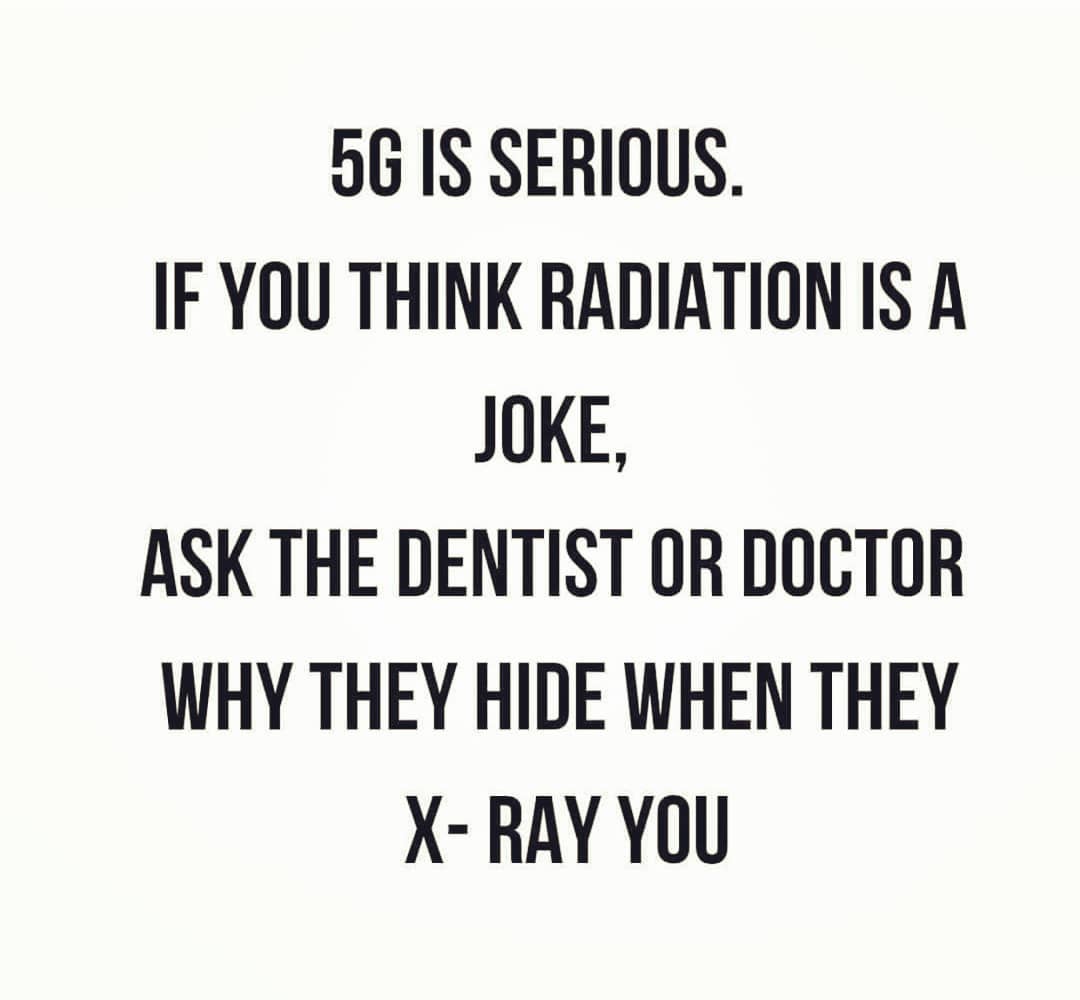 5G IS SERIOUS.
IF YOU THINK RADIATION IS A
JOKE,
ASK THE DENTIST OR DOCTOR
WHY THEY HIDE WHEN THEY
X- RAY YOU